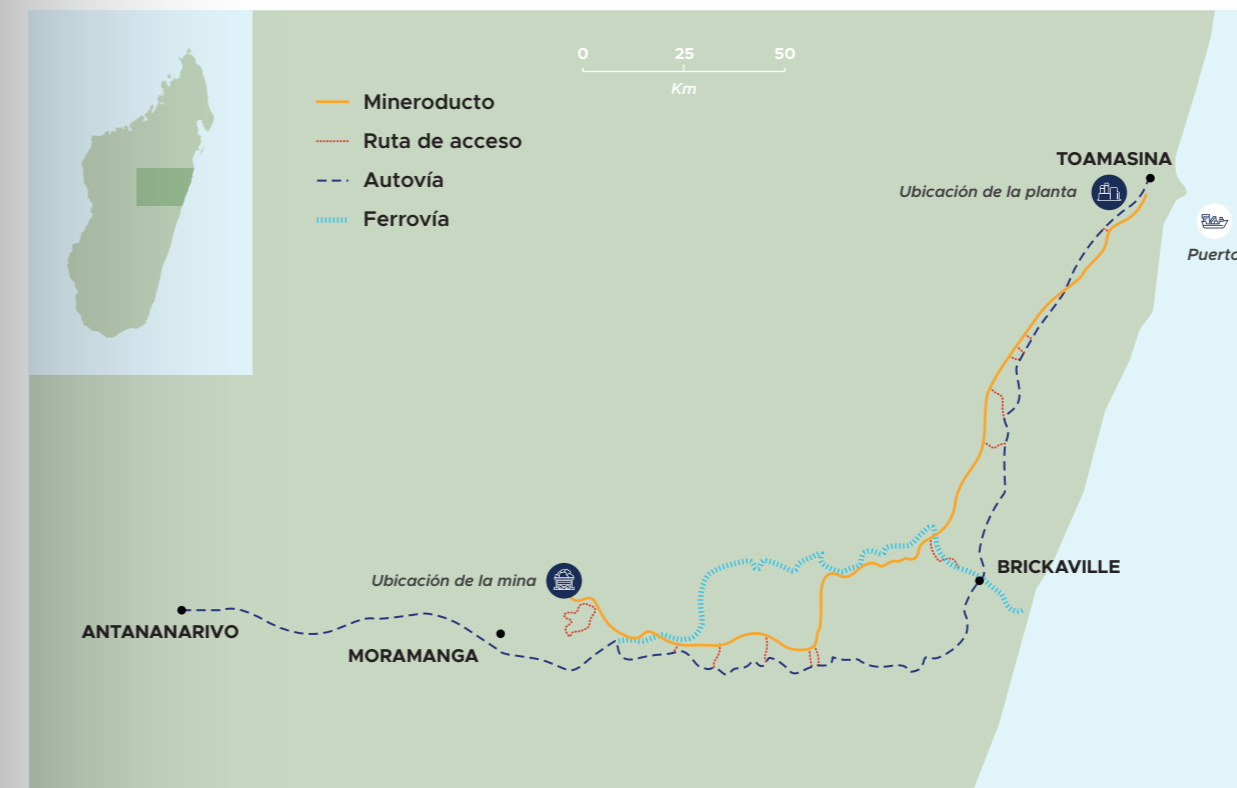 0 25 50
Km
Mineroducto
Ruta de acceso
Autovía
Ferrovía
TOAMASINA
Ubicación de la planta
Puerto
BRICKAVILLE
Ubicación de la mina
ANTANANARIVO
MORAMANGA